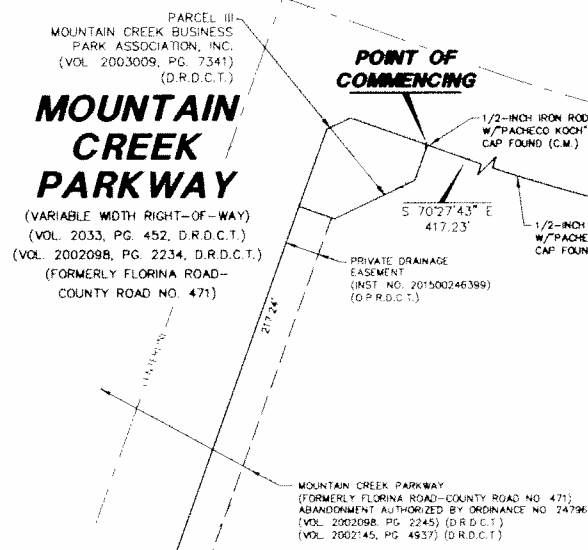 PARCEL III
MOUNTAIN CREEK BUSINESS
PARK ASSOCIATION, INC.
(VOL. 2003009, PG. 7341)
(D.R.D.C.T.)
MOUNTAIN
CREEK
PARKWAY
(VARIABLE WIDTH RIGHT-OF-WAY)
(VOL. 2033, PG. 452, D.R.D.C.T.)
(VOL. 2002098, PG. 2234, D.R.D.C.T.)
(FORMERLY FLORINA ROAD-
COUNTY ROAD NO. 471)
POINT OF
COMMENCING
1/2-INCH IRON ROD
W/"PACHECO KOCH"
CAP FOUND (C.M.)
S 70°27'43" E
417.23'
1/2-INCH
W/"PACHE
CAP FOUN
PRIVATE DRAINAGE
EASEMENT
(INST. NO. 201500246399)
(O.P.R.D.C.T.)
217.24'
CENTERLINE
MOUNTAIN CREEK PARKWAY
(FORMERLY FLORINA ROAD-COUNTY ROAD NO. 471)
ABANDONMENT AUTHORIZED BY ORDINANCE NO. 24796
(VOL. 2002098, PG. 2245) (D.R.D.C.T.)
(VOL. 2002145, PG. 4937) (D.R.D.C.T.)